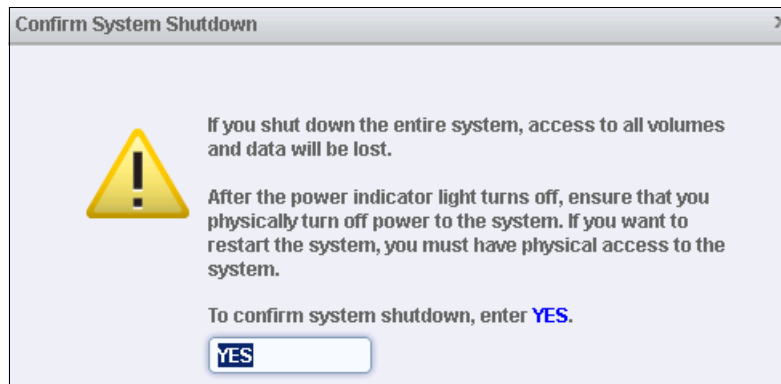 Confirm System Shutdown
If you shut down the entire system, access to all volumes
and data will be lost.
After the power indicator light turns off, ensure that you
physically turn off power to the system. If you want to
restart the system, you must have physical access to the
system.
To confirm system shutdown, enter YES.
YES